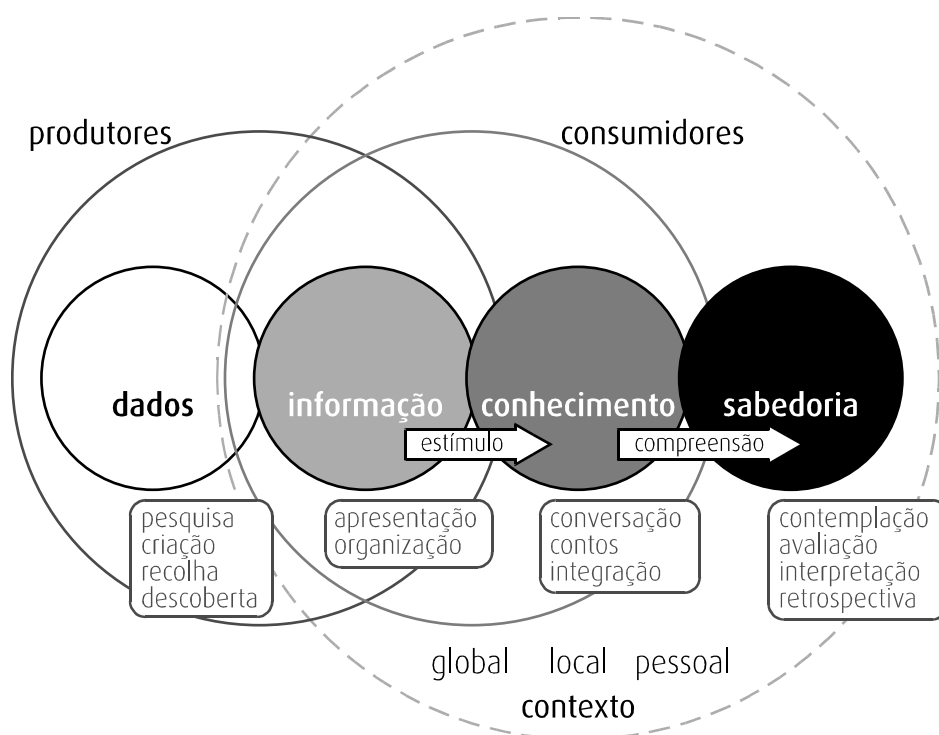 produtores
consumidores
dados
informação
conhecimento
sabedoria
estímulo
compreensão
pesquisa
criação
recolha
descoberta
apresentação
organização
conversação
contos
integração
contemplação
avaliação
interpretação
retrospectiva
global local pessoal
contexto